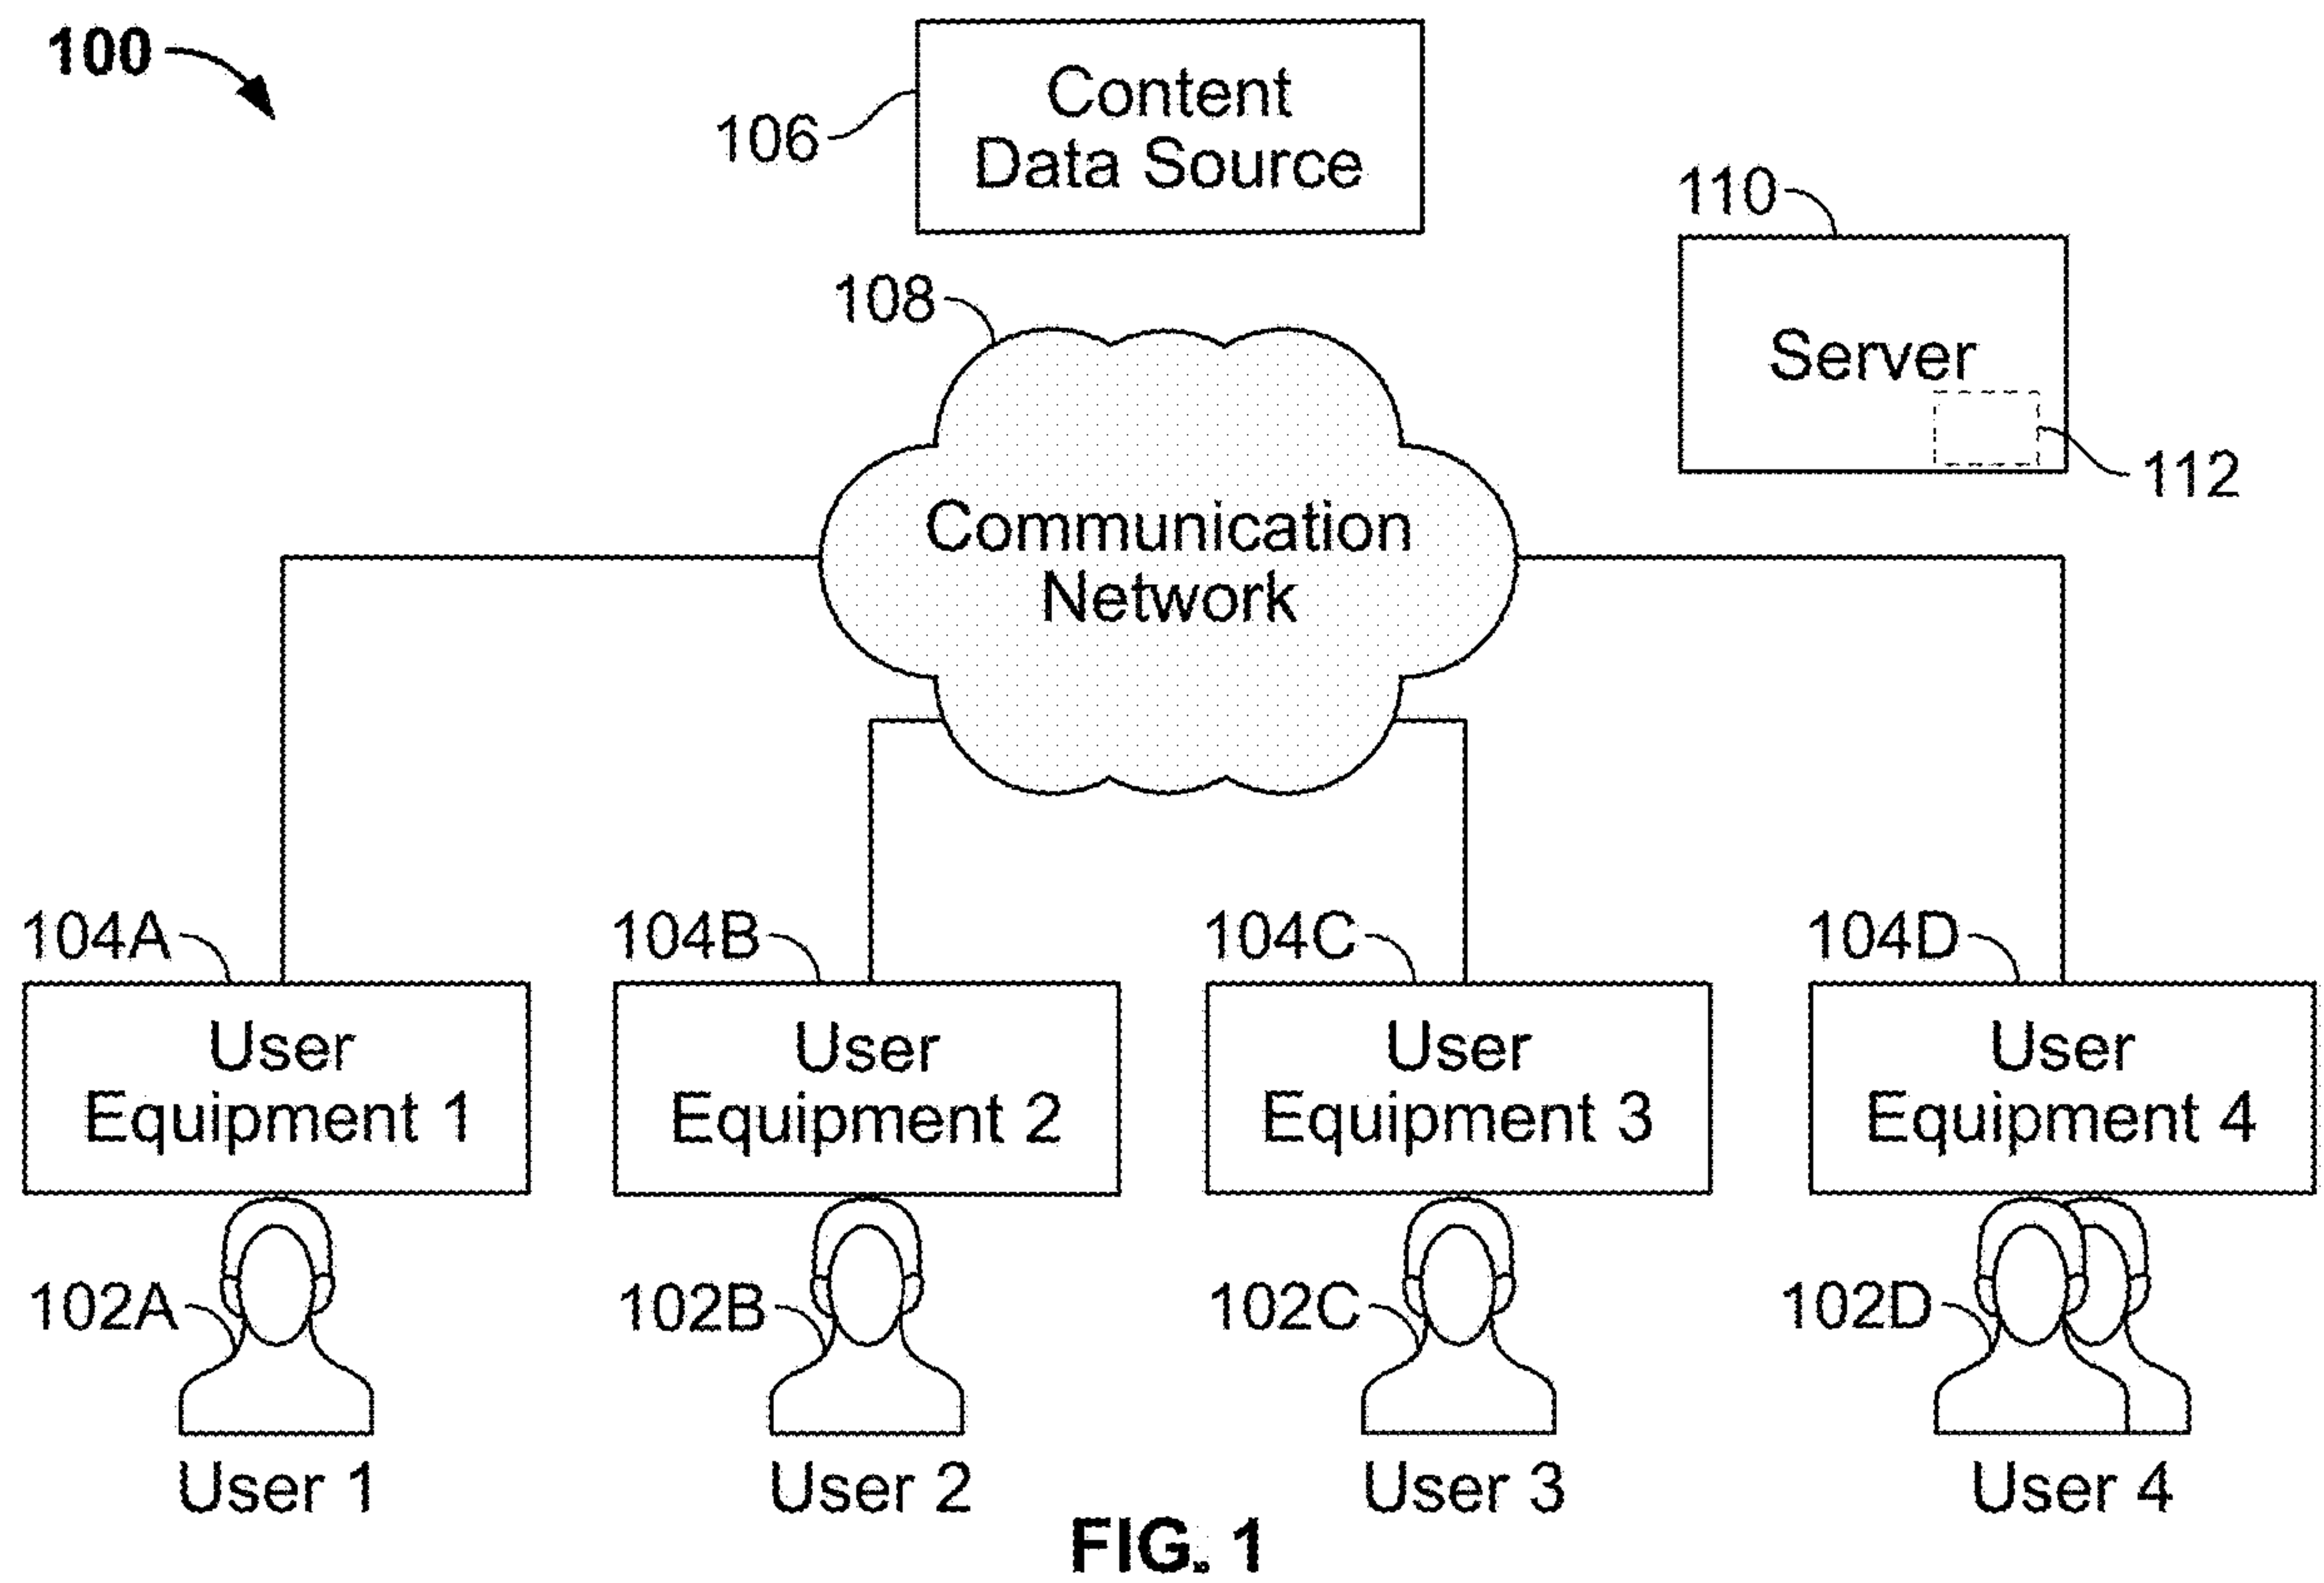 100
Content
Data Source
106
110
Server
112
108
Communication
Network
104A
104B
104C
104D
User
Equipment 1
User
Equipment 2
User
Equipment 3
User
Equipment 4
102A
102B
102C
102D
User 1
User 2
User 3
User 4
FIG. 1